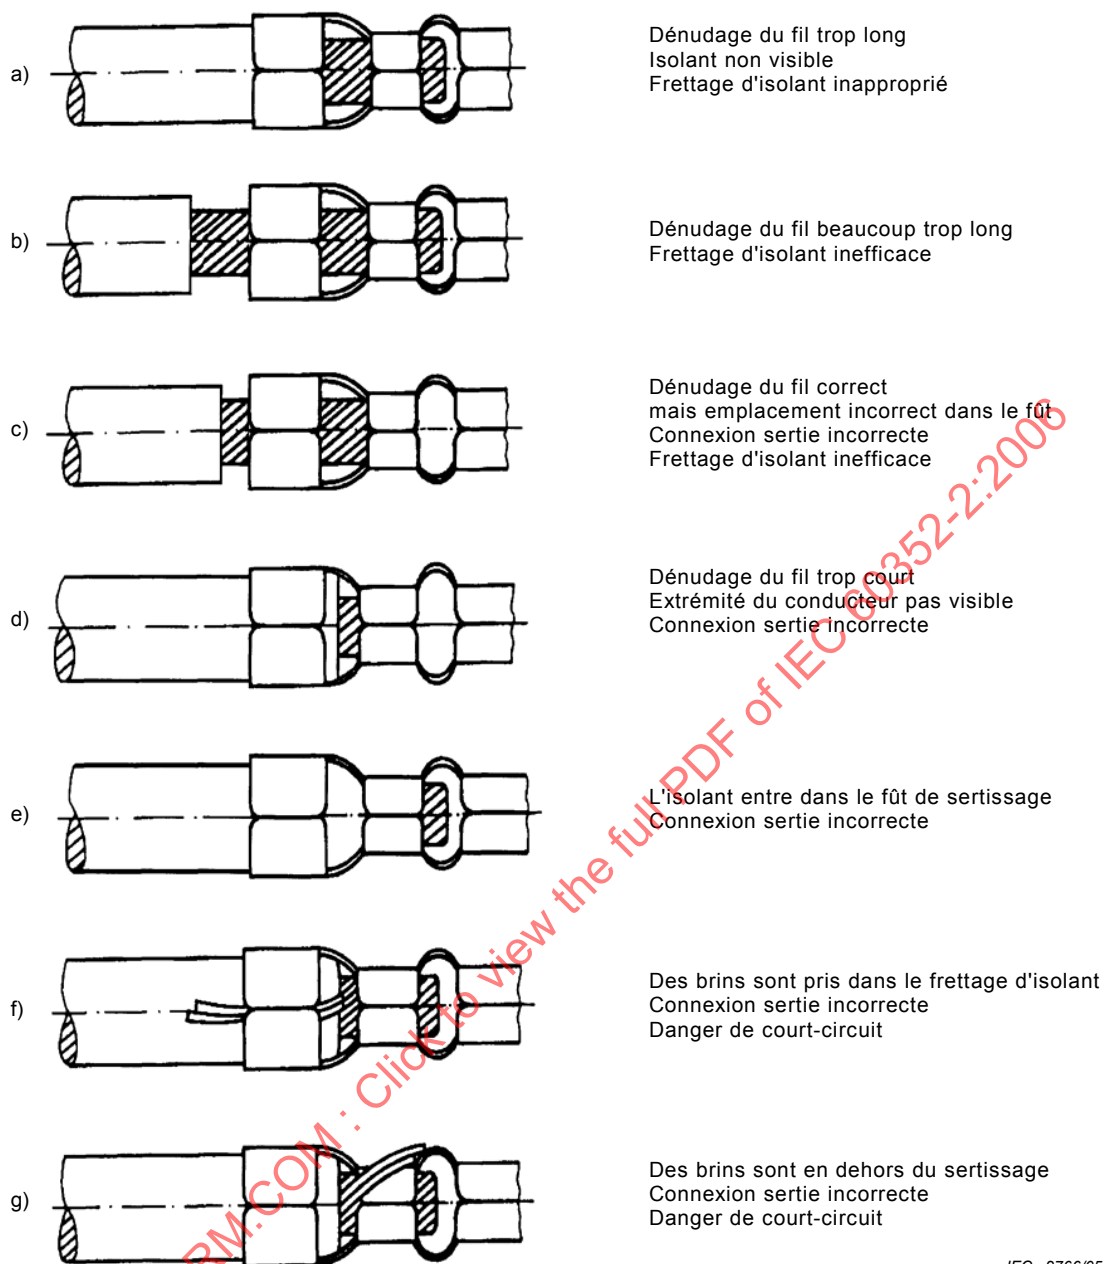 a)
Dénudage du fil trop long
Isolant non visible
Frettage d'isolant inapproprié
b)
Dénudage du fil beaucoup trop long
Frettage d'isolant inefficace
c)
Dénudage du fil correct
mais emplacement incorrect dans le fût
Connexion sertie incorrecte
Frettage d'isolant inefficace
d)
Dénudage du fil trop court
Extrémité du conducteur pas visible
Connexion sertie incorrecte
e)
L'isolant entre dans le fût de sertissage
Connexion sertie incorrecte
f)
Des brins sont pris dans le frettage d'isolant
Connexion sertie incorrecte
Danger de court-circuit
g)
Des brins sont en dehors du sertissage
Connexion sertie incorrecte
Danger de court-circuit
RM.COM : Click to view the full PDF of IEC 60352-2:2006